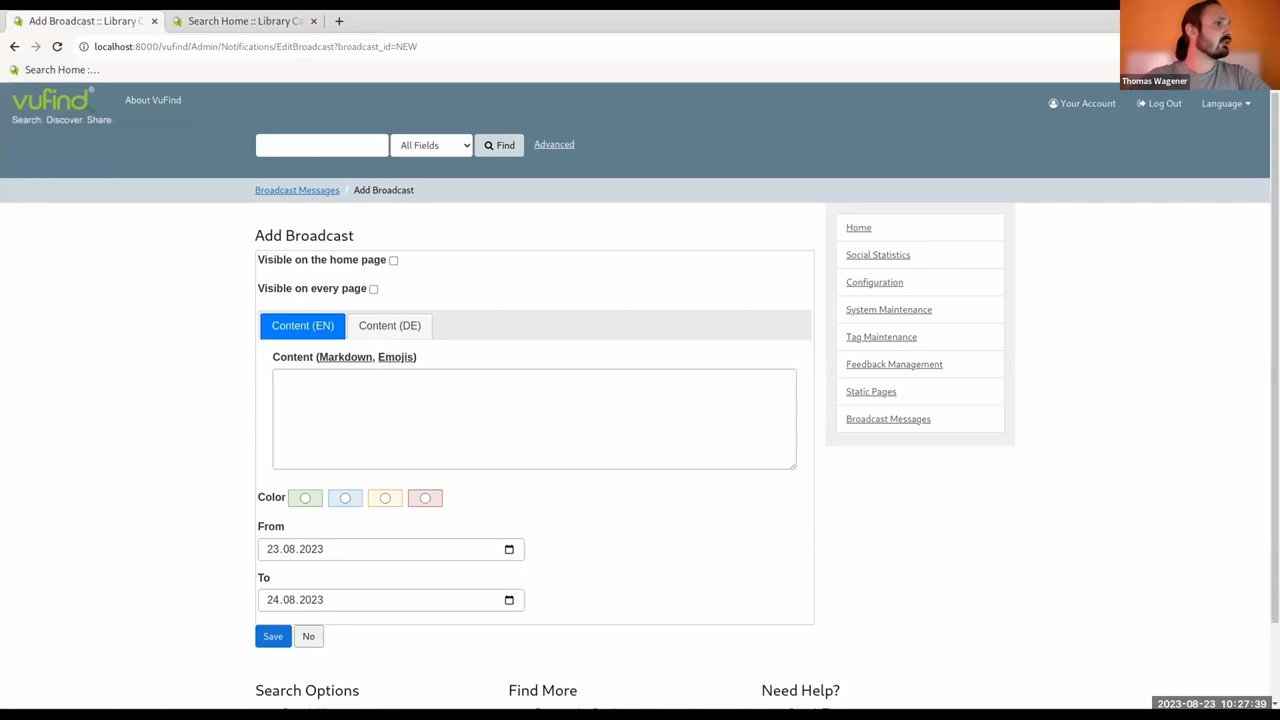 Add Broadcast :: Library C
Search Home :: Library Ca
localhost:8000/vufind/Admin/Notifications/EditBroadcast?broadcast_id=NEW
Search Home :...
Thomas Wagener
vufind
Search. Discover. Share.
About VuFind
Your Account
Log Out
Language
All Fields
Find
Advanced
Broadcast Messages / Add Broadcast
Add Broadcast
Visible on the home page
Visible on every page
Content (EN)
Content (DE)
Content (Markdown, Emojis)
Color
From
23.08.2023
To
24.08.2023
Save
No
Home
Social Statistics
Configuration
System Maintenance
Tag Maintenance
Feedback Management
Static Pages
Broadcast Messages
Search Options
Find More
Need Help?
2023-08-23 10:27:39